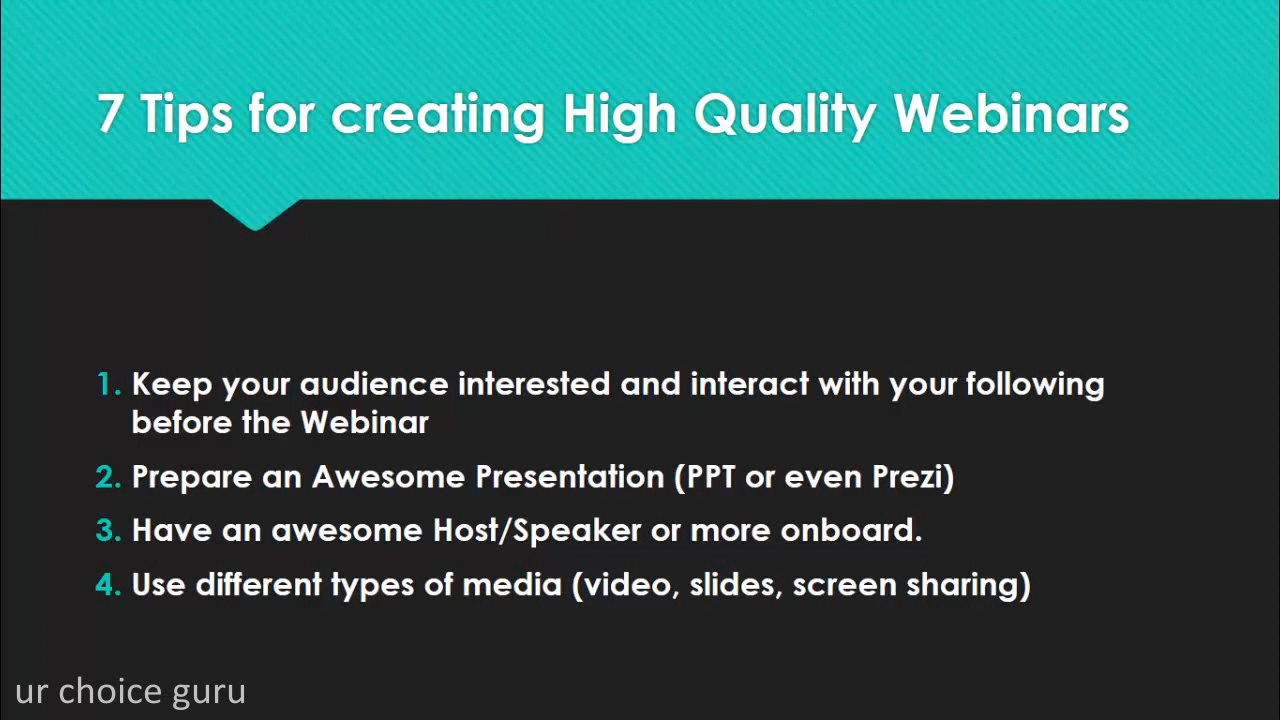 7 Tips for creating High Quality Webinars
1. Keep your audience interested and interact with your following
before the Webinar
2. Prepare an Awesome Presentation (PPT or even Prezi)
3. Have an awesome Host/Speaker or more onboard.
4. Use different types of media (video, slides, screen sharing)
ur choice guru